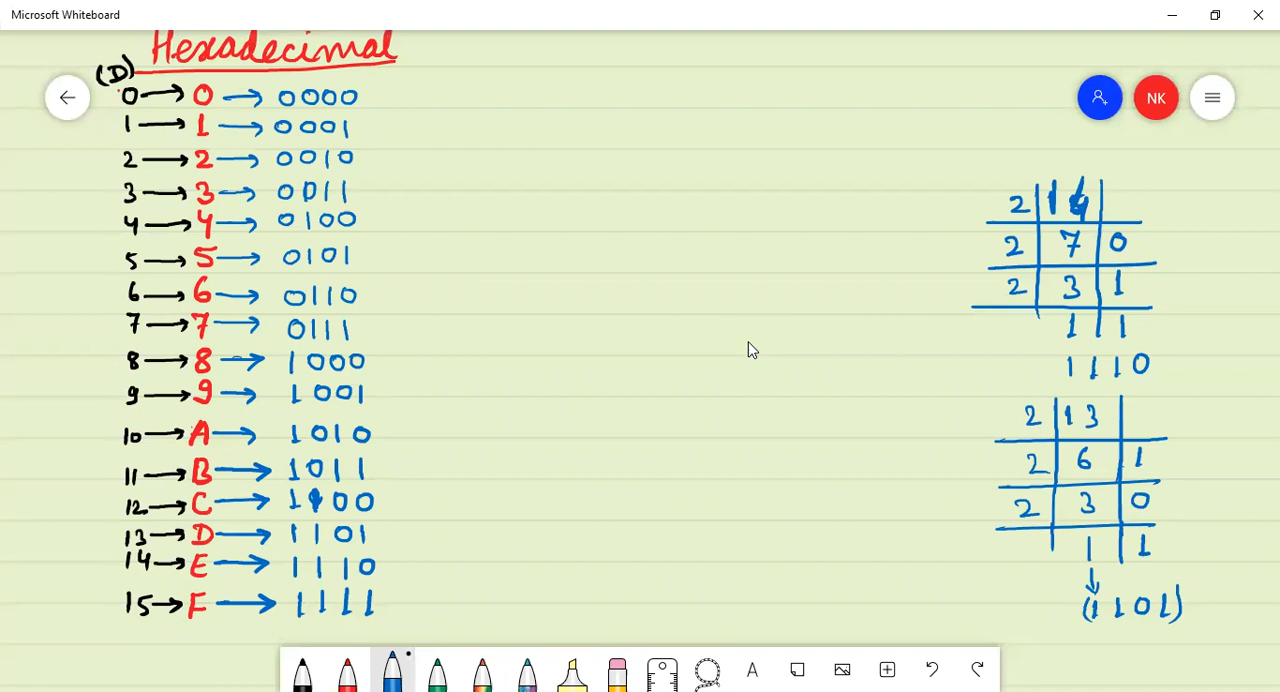 Microsoft Whiteboard
Hexadecimal
(D)
0 → 0 → 0000
1 → 1 → 0001
2 → 2 → 0010
3 → 3 → 0011
4 → 4 → 0100
5 → 5 → 0101
6 → 6 → 0110
7 → 7 → 0111
8 → 8 → 1000
9 → 9 → 1001
10 → A → 1010
11 → B → 1011
12 → C → 1100
13 → D → 1101
14 → E → 1110
15 → F → 1111
NK
2 14
2 7 0
2 3 1
1 1
1110
2 13
2 6 1
2 3 0
1 1
(1101)
A